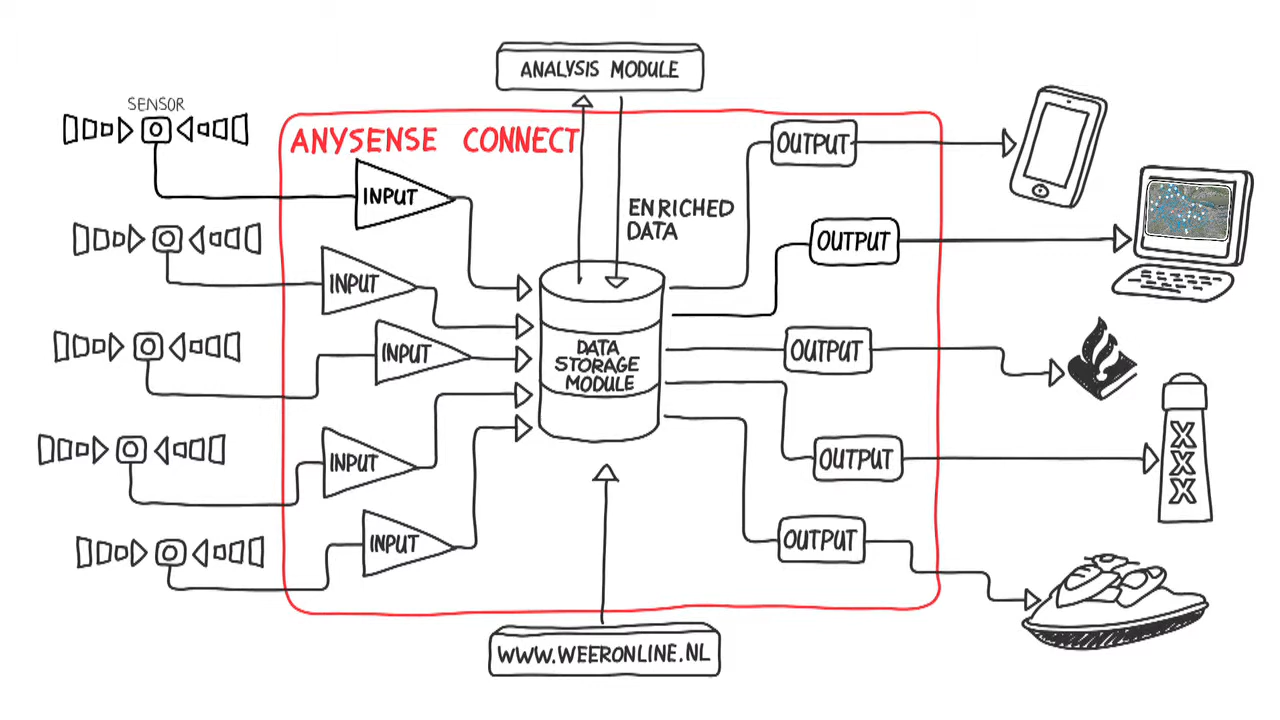 ANALYSIS MODULE
SENSOR
ANYSENSE CONNECT
OUTPUT
INPUT
ENRICHED
DATA
OUTPUT
INPUT
DATA
STORAGE
MODULE
INPUT
OUTPUT
INPUT
OUTPUT
INPUT
OUTPUT
X
X
X
WWW.WEERONLINE.NL